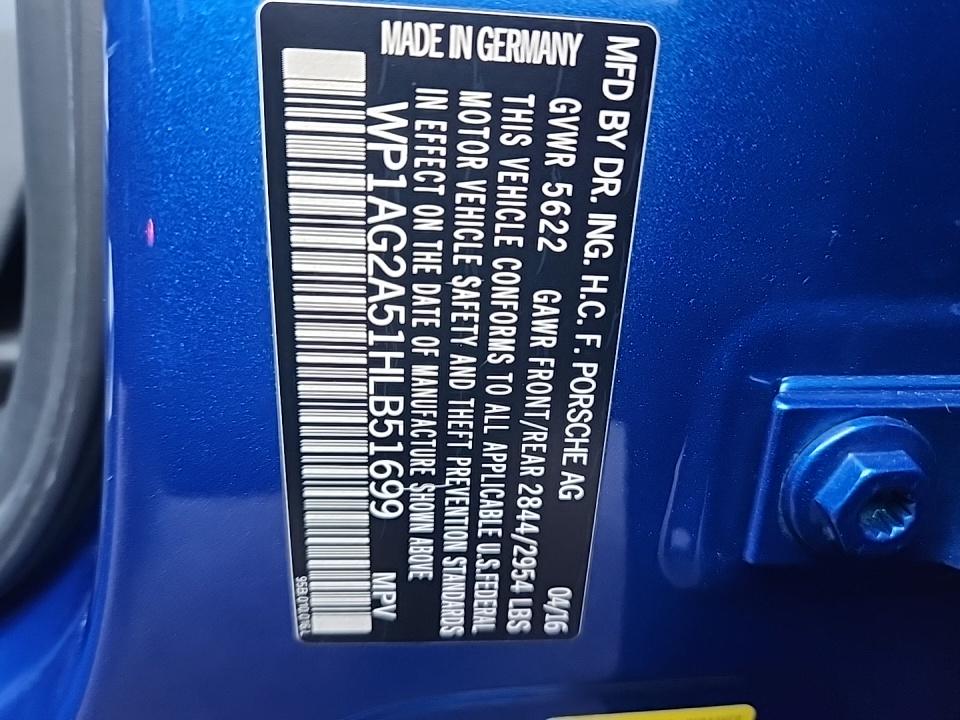 MADE IN GERMANY
MFD BY DR. ING. H.C. F. PORSCHE AG
GVWR 5622 GAWR FRONT/REAR 2844/2954 LBS 04/16
THIS VEHICLE CONFORMS TO ALL APPLICABLE U.S.FEDERAL
MOTOR VEHICLE SAFETY AND THEFT PREVENTION STANDARDS
IN EFFECT ON THE DATE OF MANUFACTURE SHOWN ABOVE
WP1AG2A51HLB51699 MPV